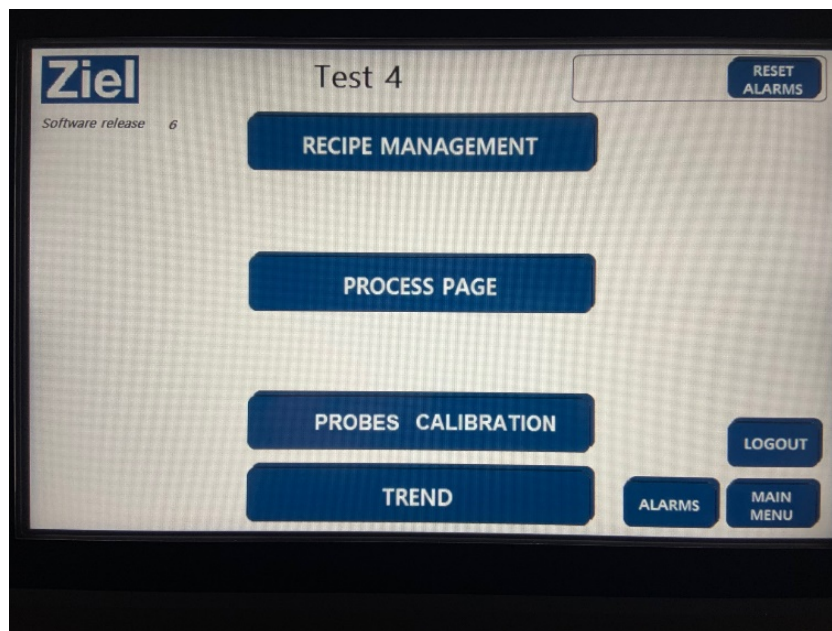 Ziel
Test 4
RESET
ALARMS
Software release 6
RECIPE MANAGEMENT
PROCESS PAGE
PROBES CALIBRATION
LOGOUT
TREND
ALARMS
MAIN
MENU